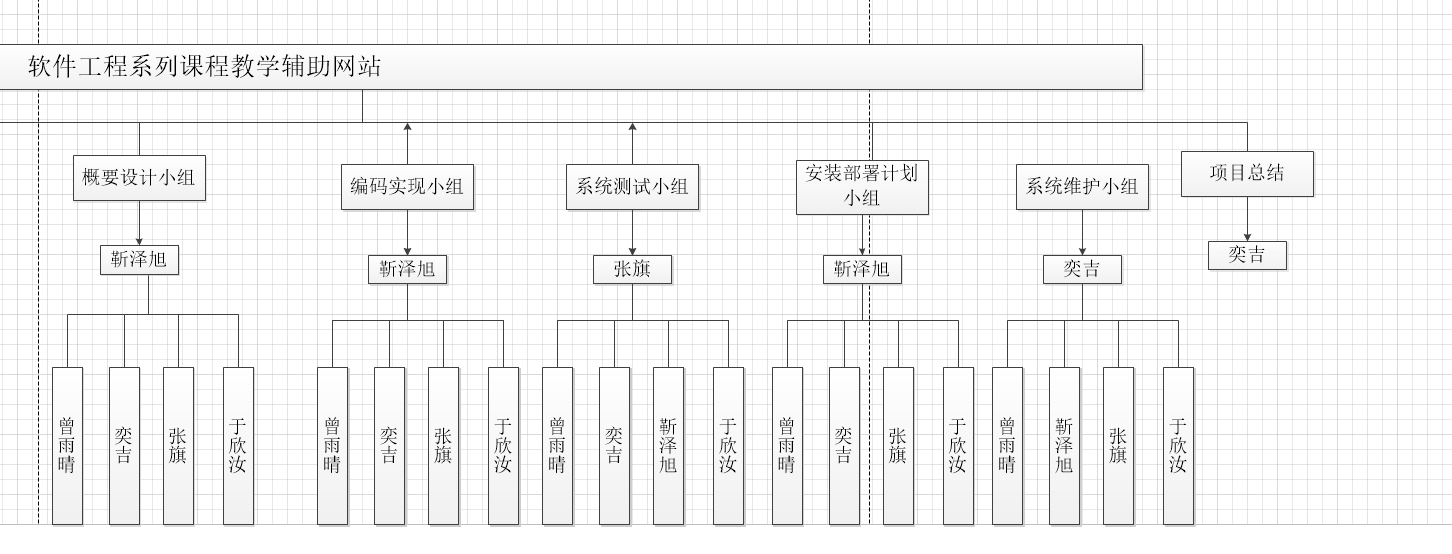 软件工程系列课程教学辅助网站
概要设计小组
编码实现小组
系统测试小组
安装部署计划
小组
系统维护小组
项目总结
靳泽旭
靳泽旭
张旗
靳泽旭
奕吉
奕吉
曾雨晴
奕吉
张旗
于欣汝
曾雨晴
奕吉
张旗
于欣汝
曾雨晴
奕吉
靳泽旭
于欣汝
曾雨晴
奕吉
张旗
于欣汝
曾雨晴
靳泽旭
张旗
于欣汝